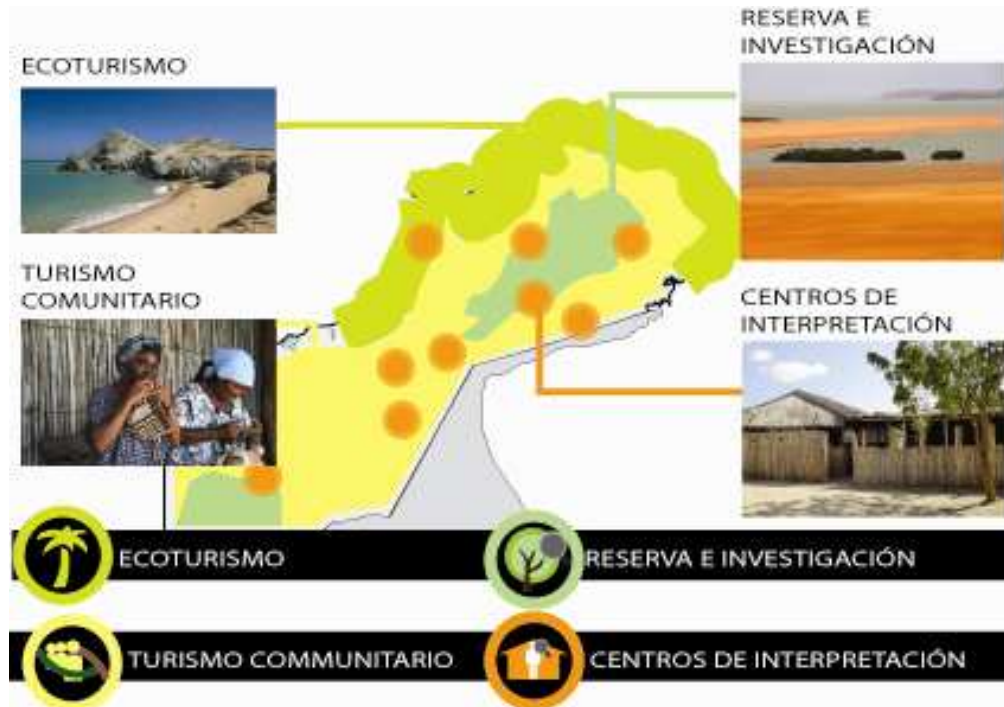 RESERVA E
INVESTIGACIÓN
ECOTURISMO
TURISMO
COMUNITARIO
CENTROS DE
INTERPRETACIÓN
ECOTURISMO
RESERVA E INVESTIGACIÓN
TURISMO COMMUNITARIO
CENTROS DE INTERPRETACIÓN